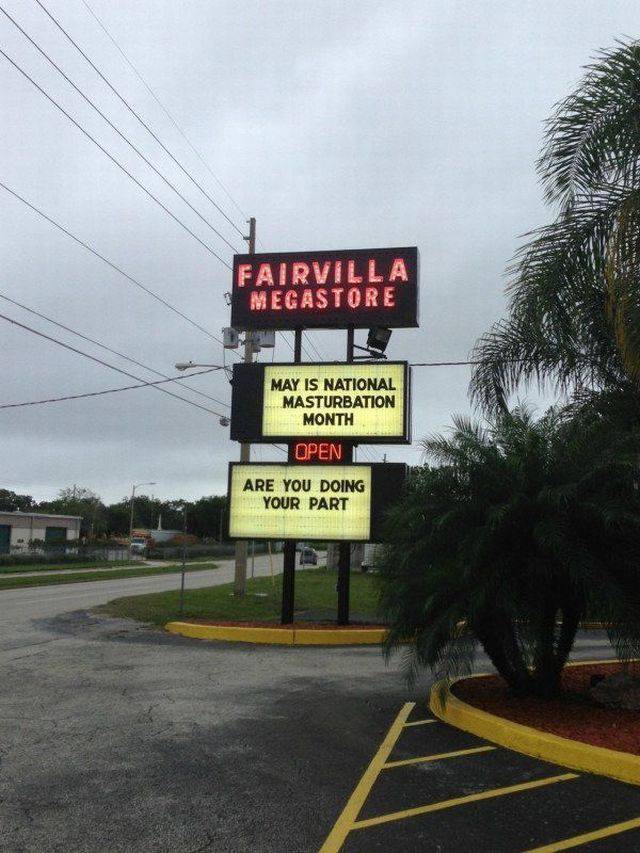 FAIRVILLA
MEGASTORE
MAY IS NATIONAL
MASTURBATION
MONTH
OPEN
ARE YOU DOING
YOUR PART